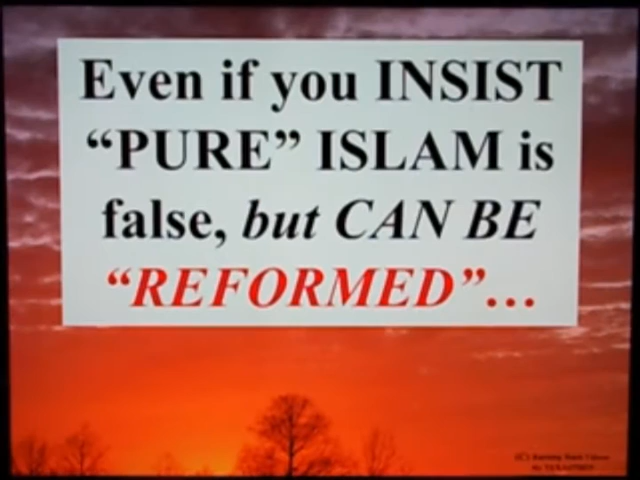 Even if you INSIST
“PURE” ISLAM is
false, but CAN BE
“REFORMED”...